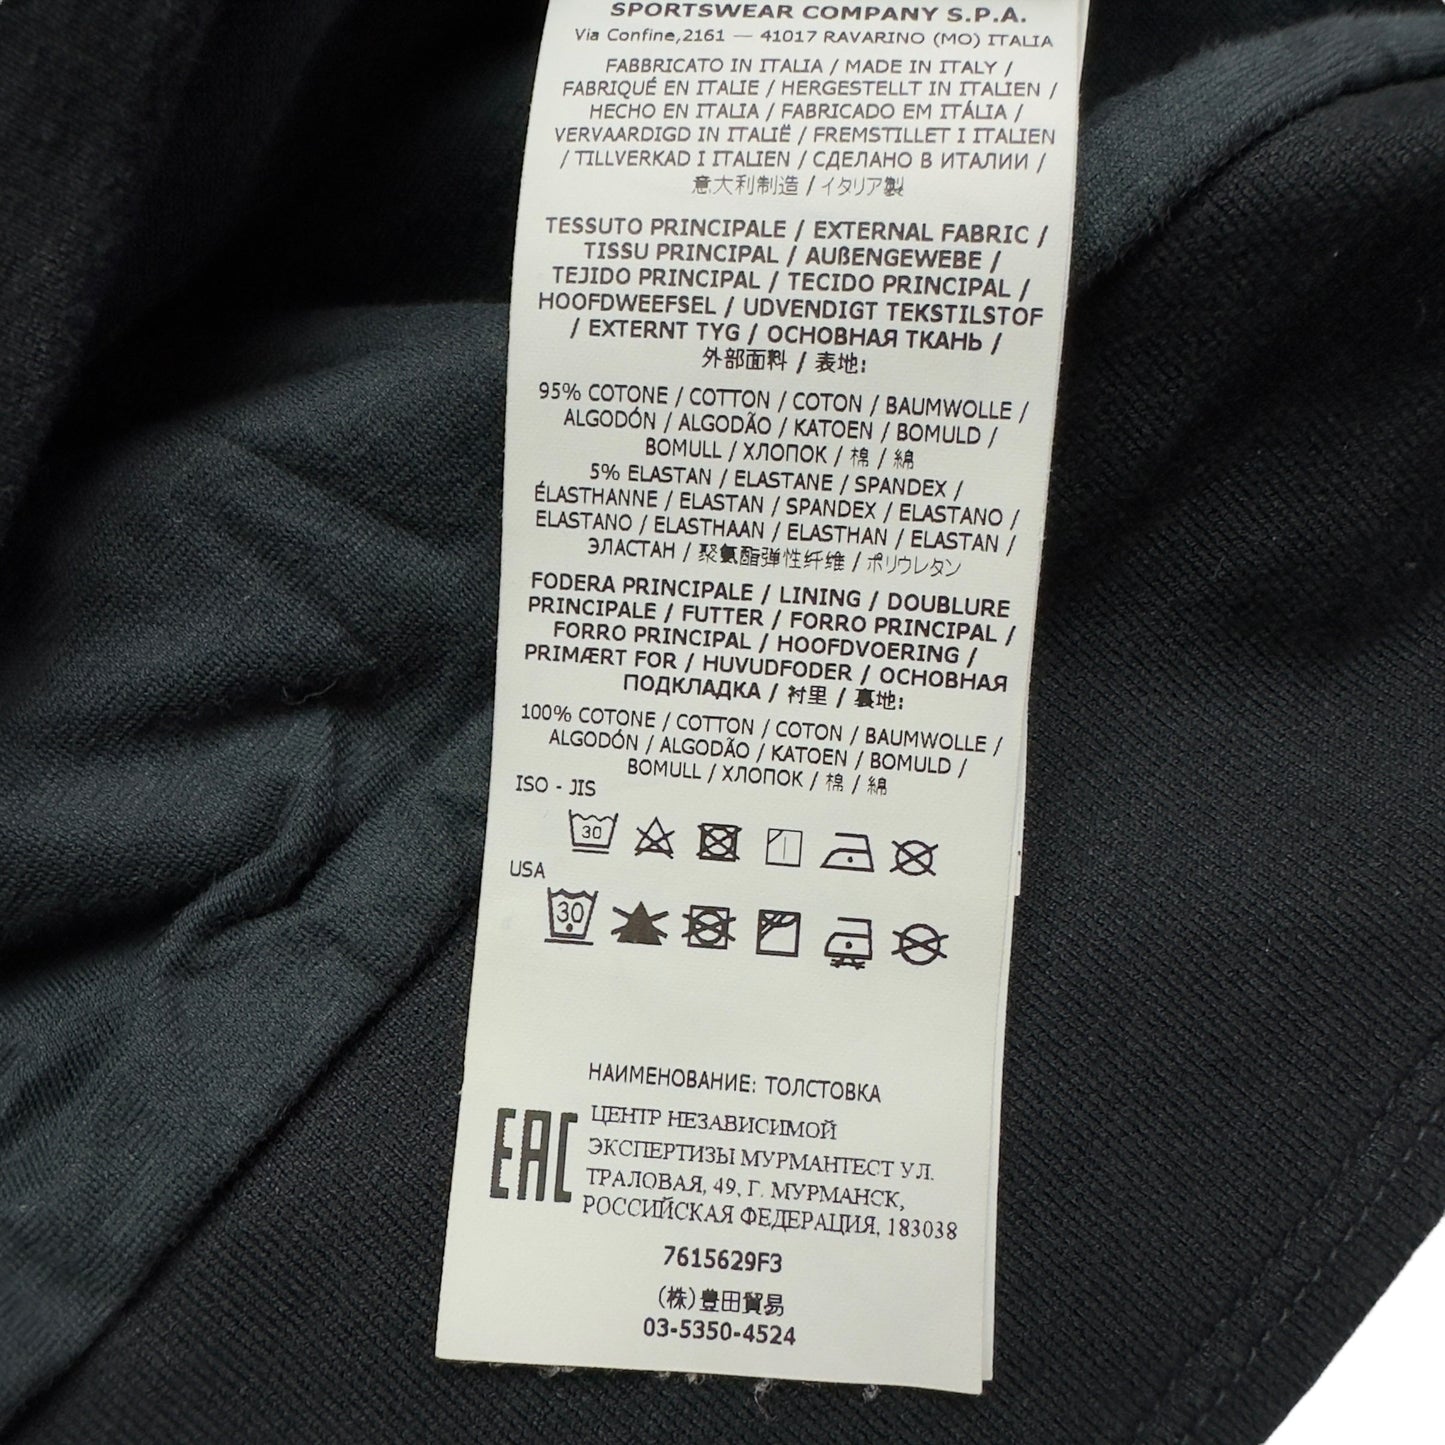 SPORTSWEAR COMPANY S.P.A.
Via Confine,2161 — 41017 RAVARINO (MO) ITALIA
FABBRICATO IN ITALIA / MADE IN ITALY /
FABRIQUÉ EN ITALIE / HERGESTELLT IN ITALIEN /
HECHO EN ITALIA / FABRICADO EM ITÁLIA /
VERVAARDIGD IN ITALIË / FREMSTILLET I ITALIEN
/ TILLVERKAD I ITALIEN / СДЕЛАНО В ИТАЛИИ /
意大利制造 / イタリア製
TESSUTO PRINCIPALE / EXTERNAL FABRIC /
TISSU PRINCIPAL / AUßENGEWEBE /
TEJIDO PRINCIPAL / TECIDO PRINCIPAL /
HOOFDWEEFSEL / UDVENDIGT TEKSTILSTOF
/ EXTERNT TYG / ОСНОВНАЯ ТКАНЬ /
外部面料 / 表地:
95% COTONE / COTTON / COTON / BAUMWOLLE /
ALGODÓN / ALGODÃO / KATOEN / BOMULD /
BOMULL / ХЛОПОК / 棉 / 綿
5% ELASTAN / ELASTANE / SPANDEX /
ÉLASTHANNE / ELASTAN / SPANDEX / ELASTANO /
ELASTANO / ELASTHAAN / ELASTHAN / ELASTAN /
ЭЛАСТАН / 聚氨酯弹性纤维 / ポリウレタン
FODERA PRINCIPALE / LINING / DOUBLURE
PRINCIPALE / FUTTER / FORRO PRINCIPAL /
FORRO PRINCIPAL / HOOFDVOERING /
PRIMÆRT FOR / HUVUDFODER / ОСНОВНАЯ
ПОДКЛАДКА / 衬里 / 裏地:
100% COTONE / COTTON / COTON / BAUMWOLLE /
ALGODÓN / ALGODÃO / KATOEN / BOMULD /
BOMULL / ХЛОПОК / 棉 / 綿
ISO - JIS
30
USA
30
НАИМЕНОВАНИЕ: ТОЛСТОВКА
EAC
ЦЕНТР НЕЗАВИСИМОЙ
ЭКСПЕРТИЗЫ МУРМАНТЕСТ УЛ.
ТРАЛОВАЯ, 49, Г. МУРМАНСК,
РОССИЙСКАЯ ФЕДЕРАЦИЯ, 183038
7615629F3
(株)豊田貿易
03-5350-4524